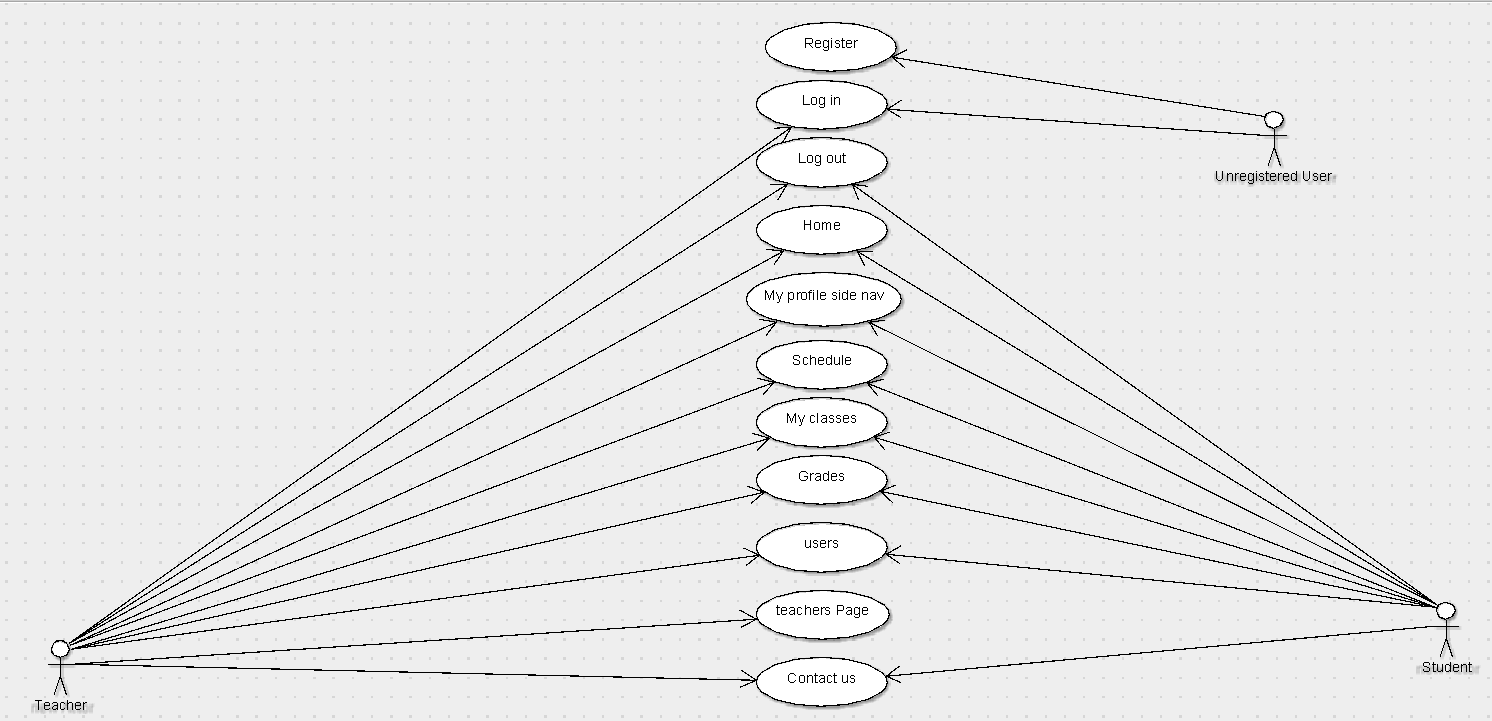 Register
Log in
Unregistered User
Log out
Home
My profile side nav
Schedule
My classes
Grades
users
teachers Page
Student
Contact us
Teacher